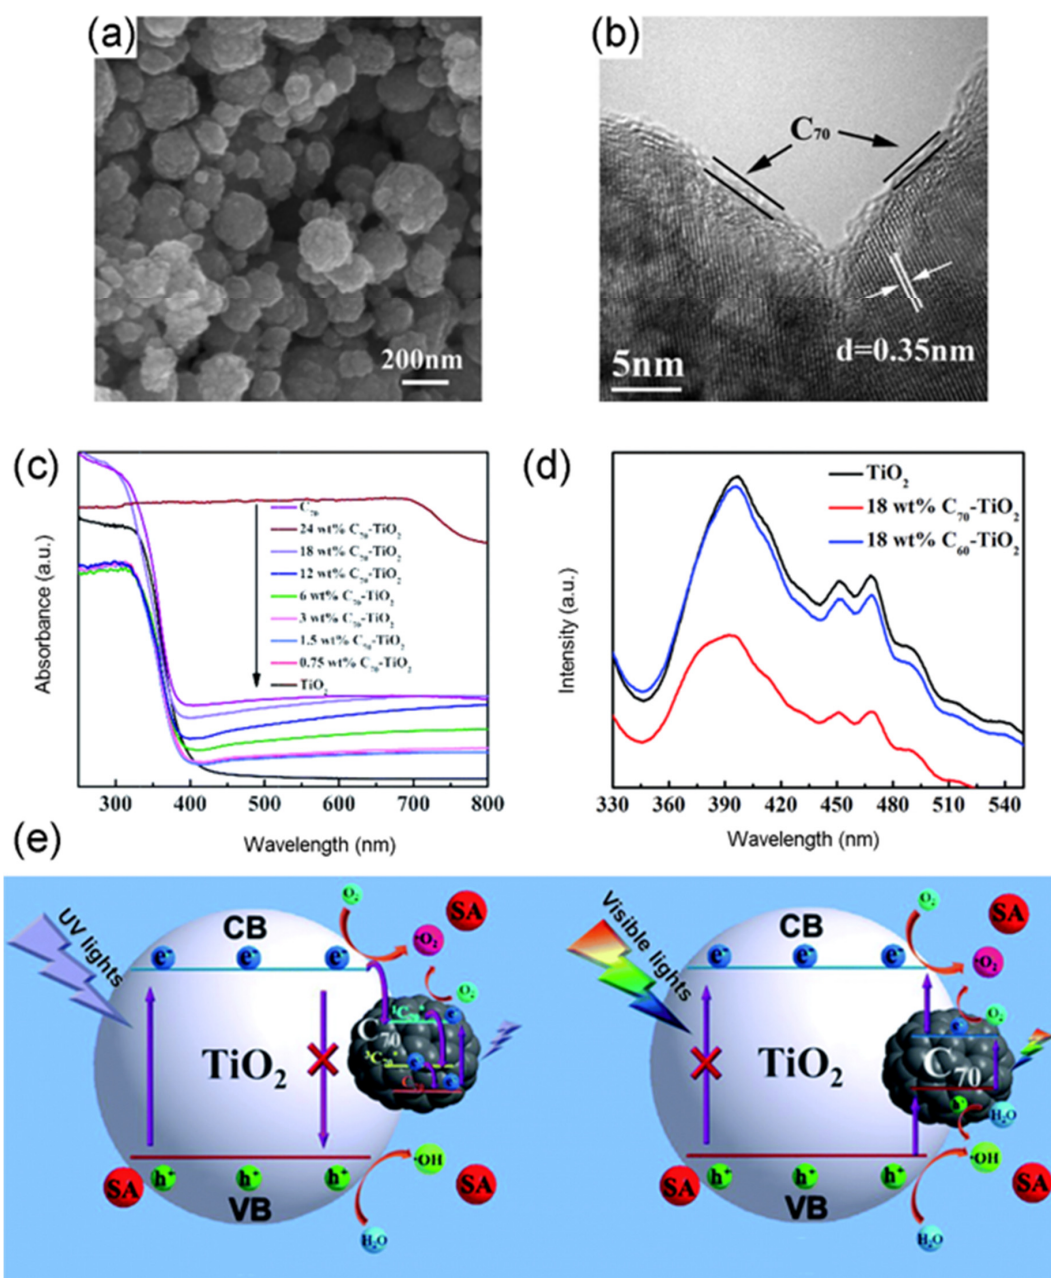 (a)
200nm
(b)
C₇₀
d=0.35nm
5nm
(c)
Absorbance (a.u.)
C₇₀
24 wt% C₇₀-TiO₂
18 wt% C₇₀-TiO₂
12 wt% C₇₀-TiO₂
6 wt% C₇₀-TiO₂
3 wt% C₇₀-TiO₂
1.5 wt% C₇₀-TiO₂
0.75 wt% C₇₀-TiO₂
TiO₂
300 400 500 600 700 800
Wavelength (nm)
(d)
Intensity (a.u.)
TiO₂
18 wt% C₇₀-TiO₂
18 wt% C₆₀-TiO₂
330 360 390 420 450 480 510 540
Wavelength (nm)
(e)
UV lights
CB
e⁻ e⁻ e⁻
O₂
·O₂
SA
O₂
¹C₇₀*
e⁻
C₇₀
³C₇₀*
e⁻
e⁻
TiO₂
·OH
SA
h⁺ h⁺ h⁺
SA
VB
H₂O
Visible lights
CB
e⁻ e⁻ e⁻
O₂
SA
·O₂
O₂
e⁻
C₇₀
h⁺
H₂O
TiO₂
·OH
SA
h⁺ h⁺ h⁺
SA
VB
H₂O